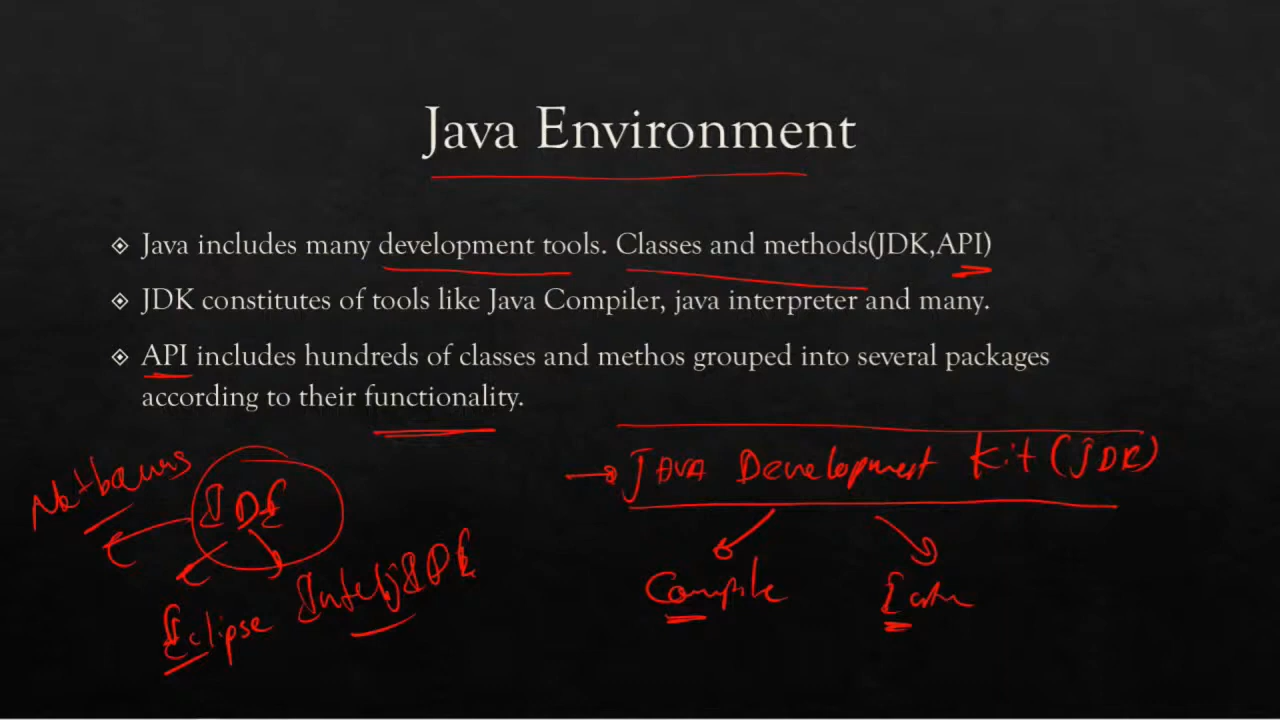 Java Environment
Java includes many development tools. Classes and methods(JDK,API)
JDK constitutes of tools like Java Compiler, java interpreter and many.
API includes hundreds of classes and methos grouped into several packages
according to their functionality.
JAVA Development Kit (JDK)
Netbeans
IDE
Eclipse
IntelijIDE
Compile